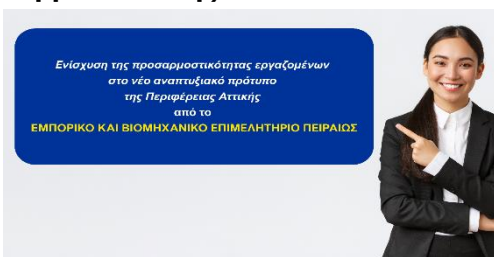 Ενίσχυση της προσαρμοστικότητας εργαζομένων
στο νέο αναπτυξιακό πρότυπο
της Περιφέρειας Αττικής
από το
ΕΜΠΟΡΙΚΟ ΚΑΙ ΒΙΟΜΗΧΑΝΙΚΟ ΕΠΙΜΕΛΗΤΗΡΙΟ ΠΕΙΡΑΙΩΣ